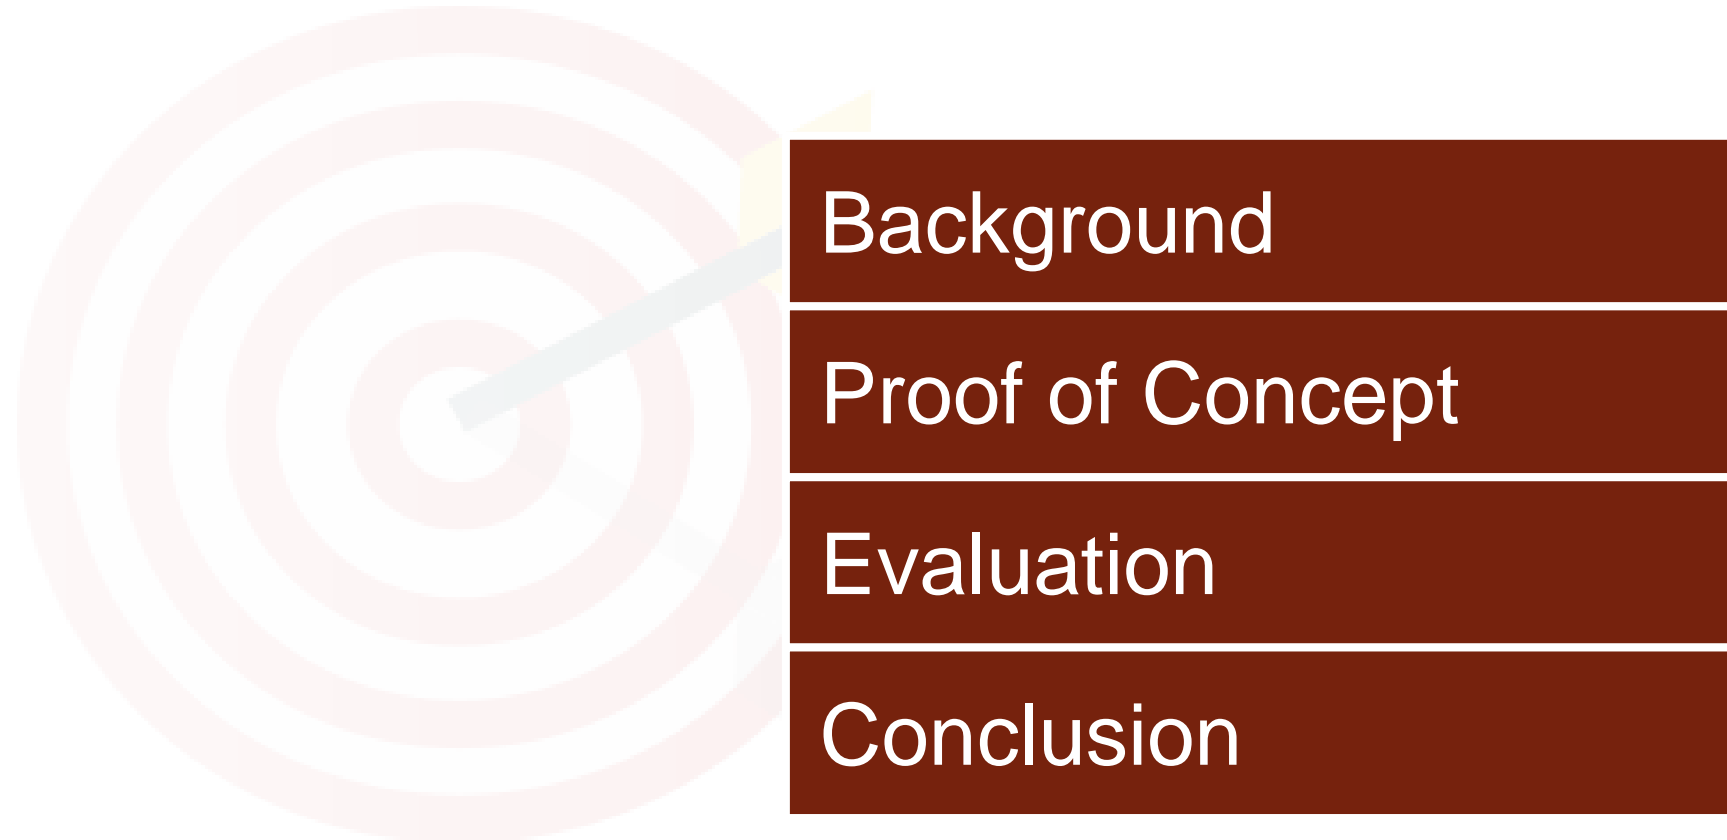 Background
Proof of Concept
Evaluation
Conclusion